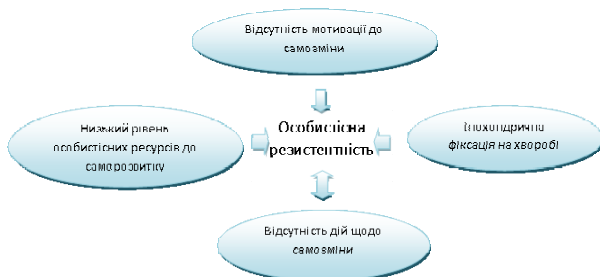 Відсутність мотивації до
самозміни
Низький рівень
особистісних ресурсів до
саморозвитку
Особистісна
резистентність
Іпохондрична
фіксація на хворобі
Відсутність дій щодо
самозміни